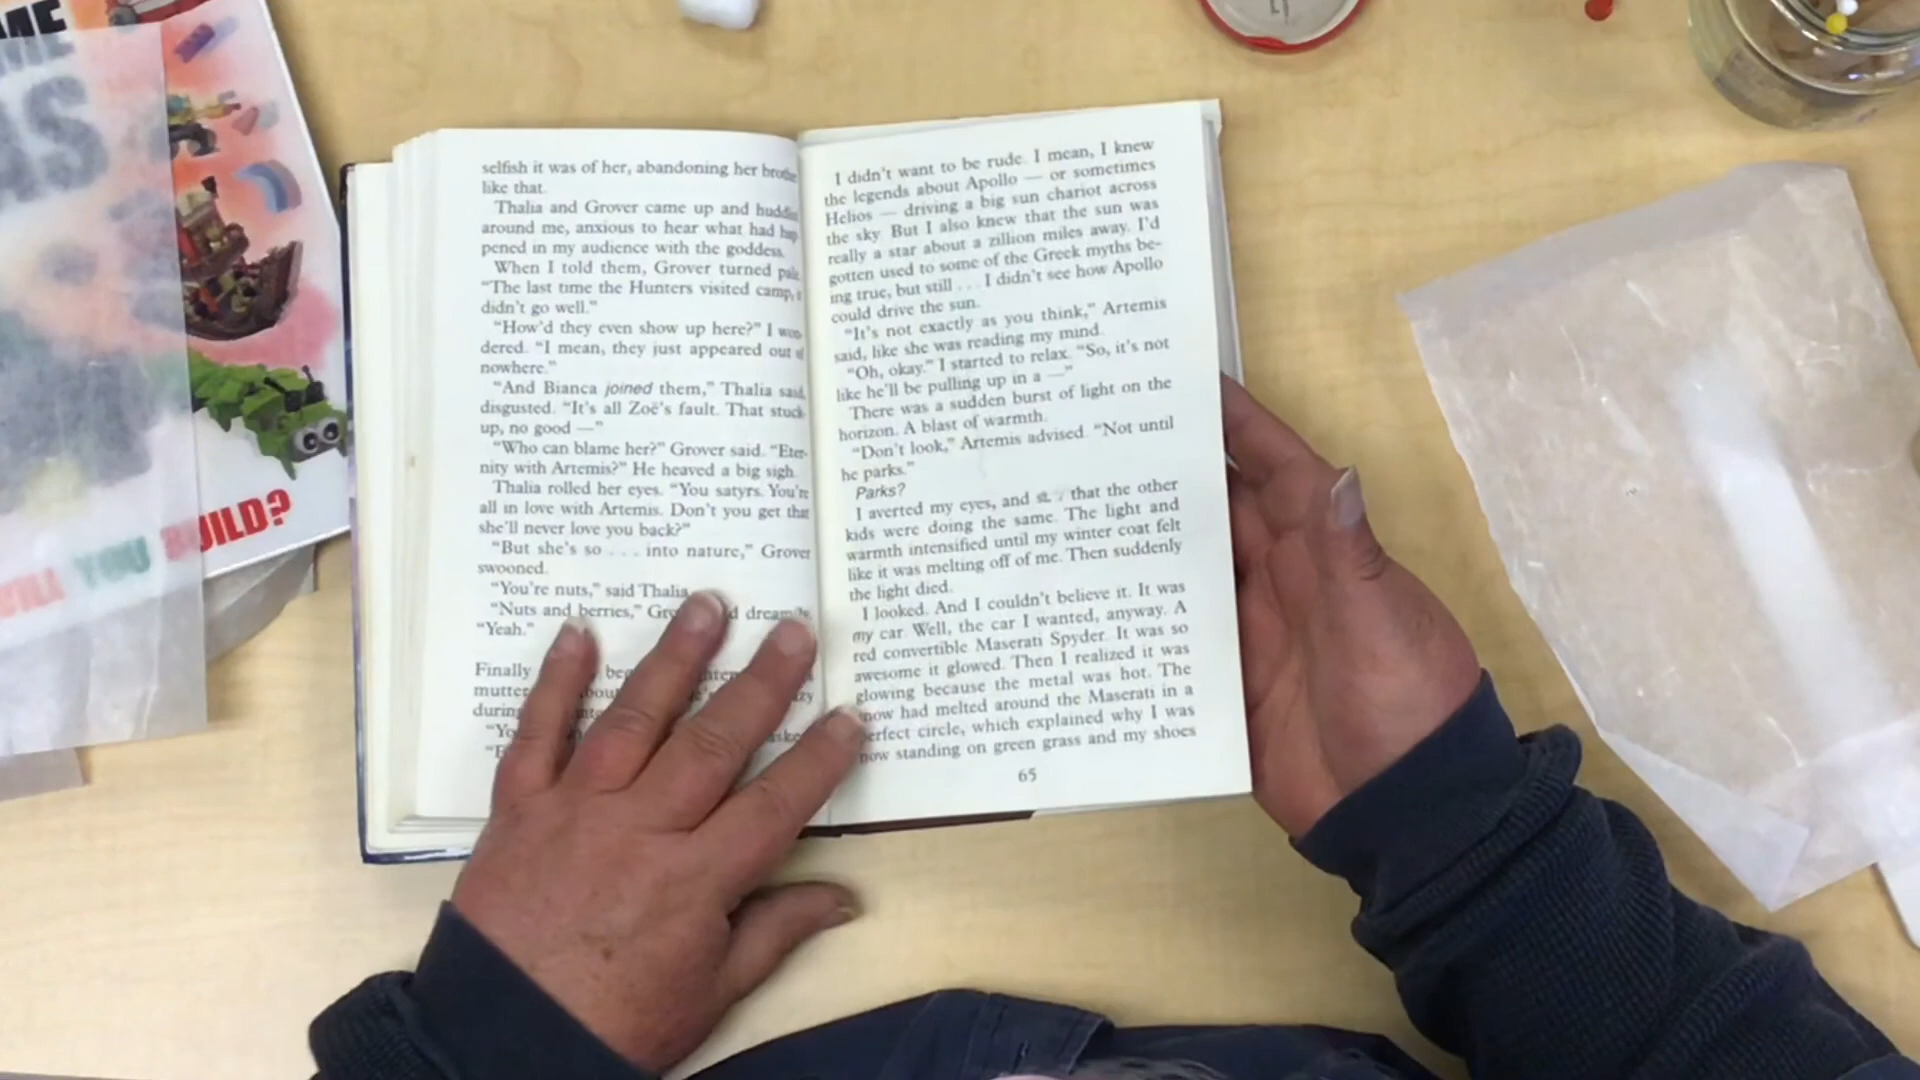 ME
AS
WILL YOU BUILD?
selfish it was of her, abandoning her brothe
like that.
Thalia and Grover came up and huddl
around me, anxious to hear what had hap
pened in my audience with the goddess.
When I told them, Grover turned pale.
"The last time the Hunters visited camp, i
didn't go well."
"How'd they even show up here?" I won
dered. "I mean, they just appeared out of
nowhere."
"And Bianca joined them," Thalia said,
disgusted. "It's all Zoë's fault. That stuck-
up, no good —"
"Who can blame her?" Grover said. "Eter-
nity with Artemis?" He heaved a big sigh.
Thalia rolled her eyes. "You satyrs. You're
all in love with Artemis. Don't you get that
she'll never love you back?"
"But she's so . . . into nature," Grover
swooned.
"You're nuts," said Thalia.
"Nuts and berries," Gro d dreamily.
"Yeah."
Finally
mutte
during
"Yo
I didn't want to be rude. I mean, I knew
the legends about Apollo — or sometimes
Helios — driving a big sun chariot across
the sky. But I also knew that the sun was
really a star about a zillion miles away. I'd
gotten used to some of the Greek myths be-
ing true, but still . . . I didn't see how Apollo
could drive the sun.
"It's not exactly as you think," Artemis
said, like she was reading my mind.
"Oh, okay." I started to relax. "So, it's not
like he'll be pulling up in a —"
There was a sudden burst of light on the
horizon. A blast of warmth.
"Don't look," Artemis advised. "Not until
he parks."
Parks?
I averted my eyes, and that the other
kids were doing the same. The light and
warmth intensified until my winter coat felt
like it was melting off of me. Then suddenly
the light died.
I looked. And I couldn't believe it. It was
my car. Well, the car I wanted, anyway. A
red convertible Maserati Spyder. It was so
awesome it glowed. Then I realized it was
glowing because the metal was hot. The
snow had melted around the Maserati in a
perfect circle, which explained why I was
now standing on green grass and my shoes
65